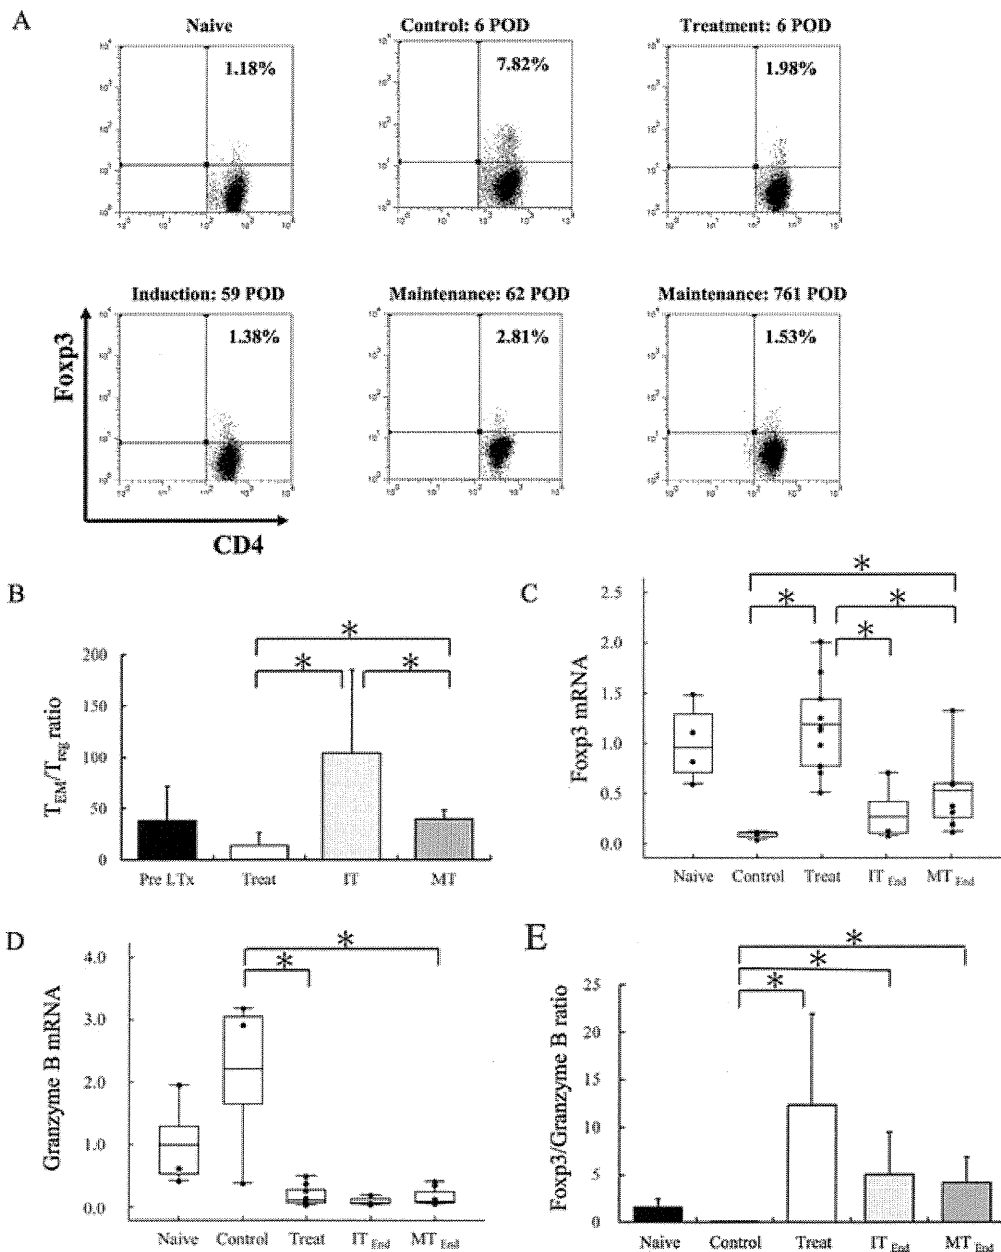 A
Naive
Control: 6 POD
Treatment: 6 POD
1.18%
7.82%
1.98%
Induction: 59 POD
Maintenance: 62 POD
Maintenance: 761 POD
1.38%
2.81%
1.53%
Foxp3
CD4
B
T_EM/T_reg ratio
200
150
100
50
0
Pre LTx Treat IT MT
* * *
C
Foxp3 mRNA
2.5
2.0
1.5
1.0
0.5
0.0
Naive Control Treat IT End MT End
* * * *
D
Granzyme B mRNA
4.0
3.0
2.0
1.0
0.0
Naive Control Treat IT End MT End
* *
E
Foxp3/Granzyme B ratio
25
20
15
10
5
0
Naive Control Treat IT End MT End
* * *